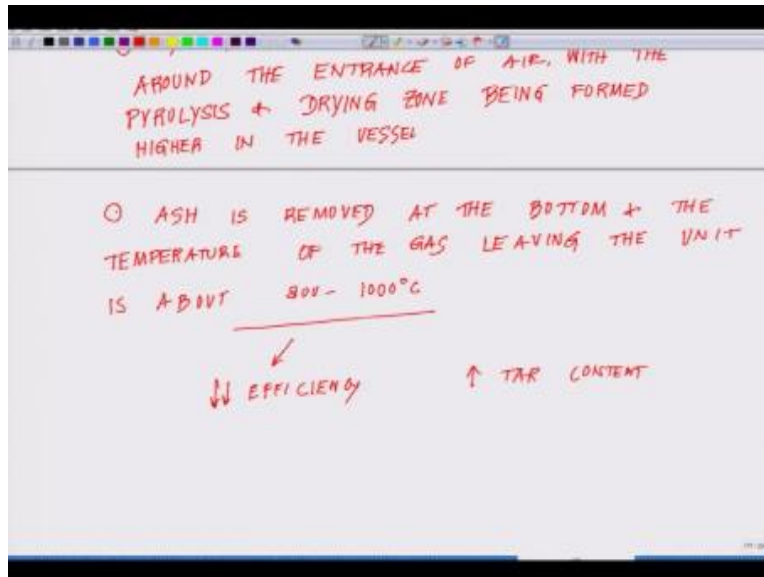 AROUND THE ENTRANCE OF AIR, WITH THE
PYROLYSIS & DRYING ZONE BEING FORMED
HIGHER IN THE VESSEL
O ASH IS REMOVED AT THE BOTTOM & THE
TEMPERATURE OF THE GAS LEAVING THE UNIT
IS ABOUT 800 - 1000°C
↓↓ EFFICIENCY ↑ TAR CONTENT